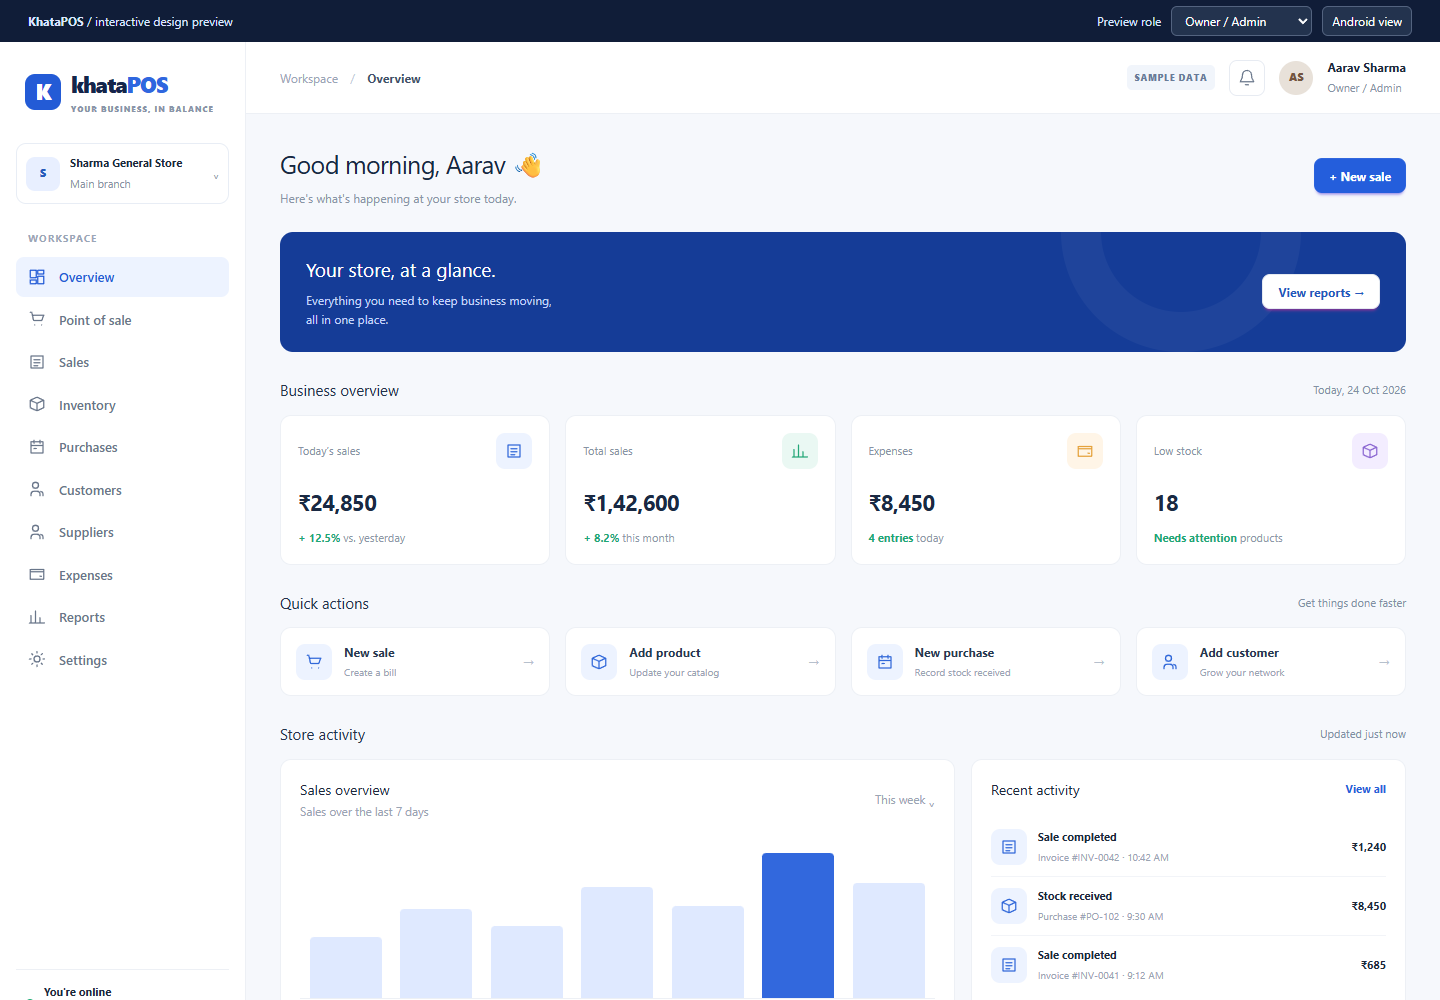 KhataPOS / interactive design preview
Preview role
Owner / Admin
Android view
K
khataPOS
YOUR BUSINESS, IN BALANCE
S
Sharma General Store
Main branch
WORKSPACE
Overview
Point of sale
Sales
Inventory
Purchases
Customers
Suppliers
Expenses
Reports
Settings
You're online
Workspace / Overview
SAMPLE DATA
AS
Aarav Sharma
Owner / Admin
Good morning, Aarav 👋
Here's what's happening at your store today.
+ New sale
Your store, at a glance.
Everything you need to keep business moving,
all in one place.
View reports →
Business overview
Today, 24 Oct 2026
Today's sales
₹24,850
+ 12.5% vs. yesterday
Total sales
₹1,42,600
+ 8.2% this month
Expenses
₹8,450
4 entries today
Low stock
18
Needs attention products
Quick actions
Get things done faster
New sale
Create a bill
→
Add product
Update your catalog
→
New purchase
Record stock received
→
Add customer
Grow your network
→
Store activity
Updated just now
Sales overview
Sales over the last 7 days
This week
Recent activity
View all
Sale completed
Invoice #INV-0042 · 10:42 AM
₹1,240
Stock received
Purchase #PO-102 · 9:30 AM
₹8,450
Sale completed
Invoice #INV-0041 · 9:12 AM
₹685